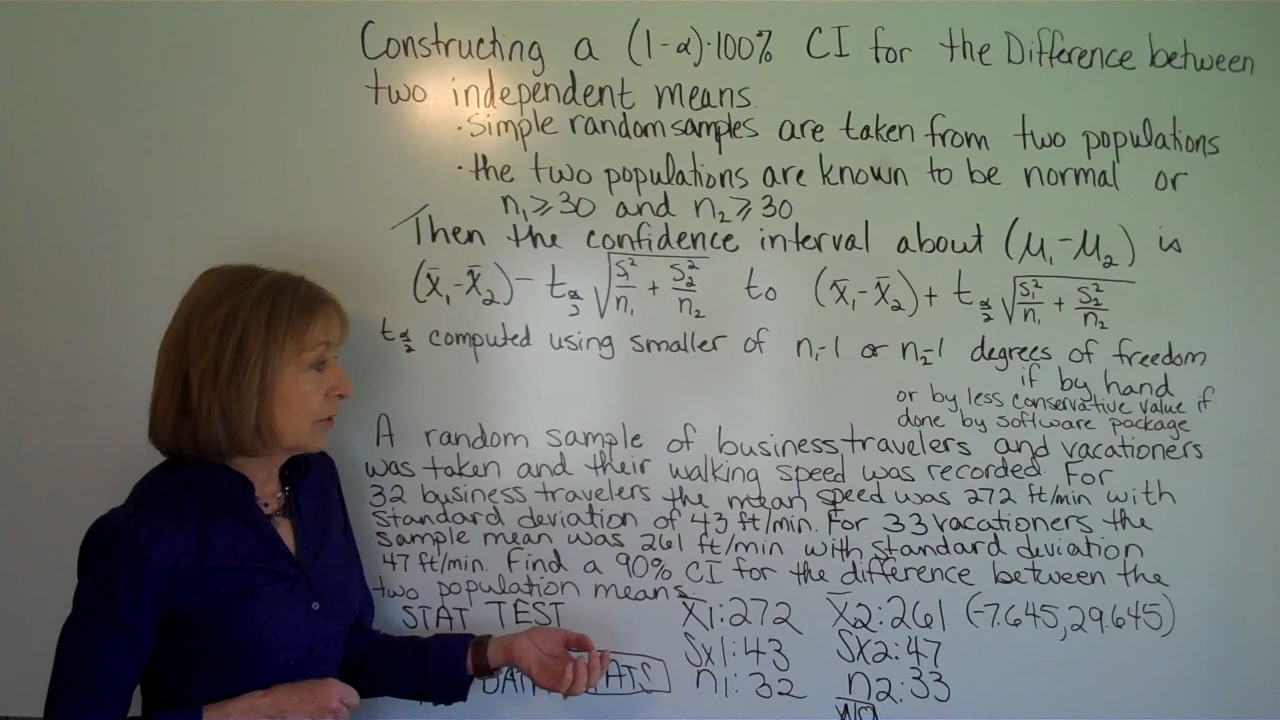 Constructing a (1-α)·100% CI for the Difference between
two independent means.
· Simple random samples are taken from two populations
· the two populations are known to be normal or
n₁ ⩾ 30 and n₂ ⩾ 30
Then the confidence interval about (μ₁-μ₂) is
(x̄₁-x̄₂) - t_{α/2} √(s₁²/n₁ + s₂²/n₂) to (x̄₁-x̄₂) + t_{α/2} √(s₁²/n₁ + s₂²/n₂)
t_{α/2} computed using smaller of n₁-1 or n₂-1 degrees of freedom
if by hand
or by less conservative value if
done by software package
A random sample of business travelers and vacationers
was taken and their walking speed was recorded. For
32 business travelers the mean speed was 272 ft/min with
standard deviation of 43 ft/min. For 33 vacationers the
sample mean was 261 ft/min with standard deviation
47 ft/min. Find a 90% CI for the difference between the
two population means.
STAT TEST x̄1:272 x̄2:261 (-7.645, 29.645)
Sx1:43 Sx2:47
n1:32 n2:33